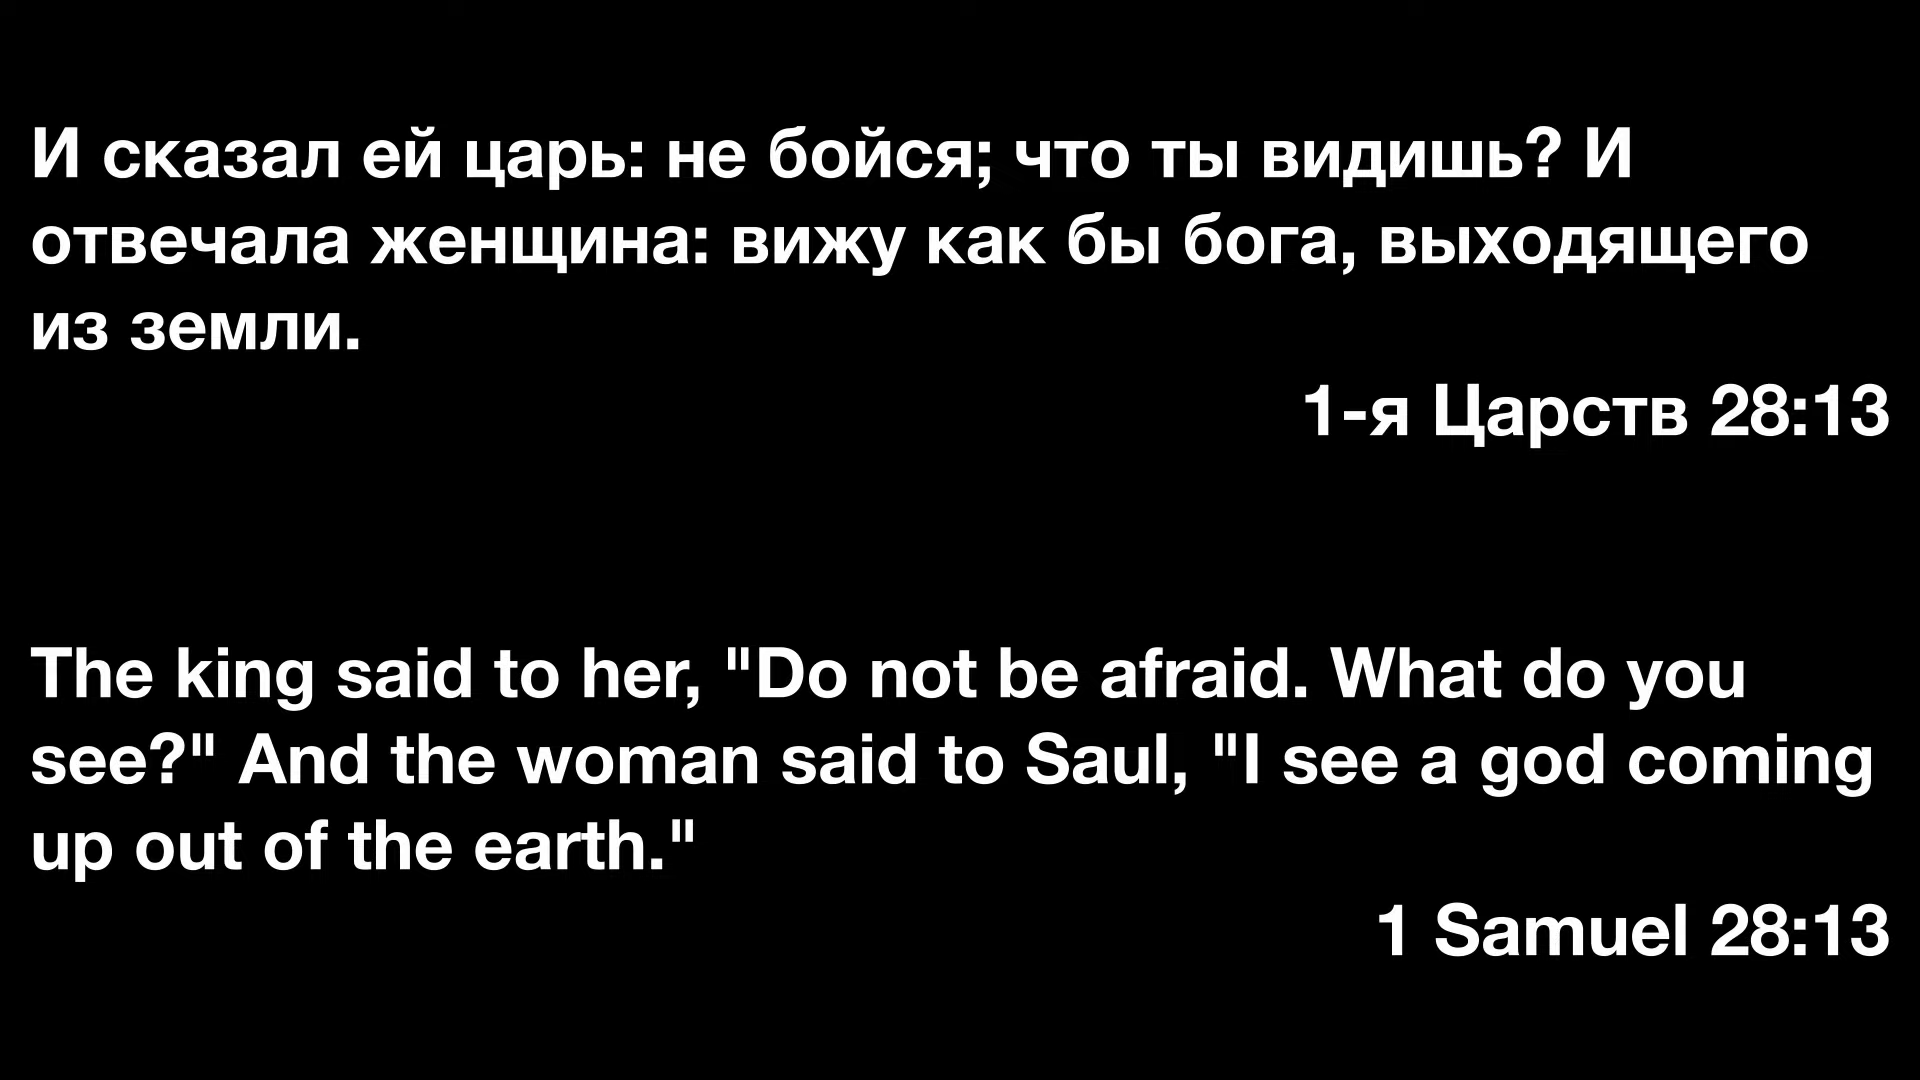 И сказал ей царь: не бойся; что ты видишь? И
отвечала женщина: вижу как бы бога, выходящего
из земли.
1-я Царств 28:13
The king said to her, "Do not be afraid. What do you
see?" And the woman said to Saul, "I see a god coming
up out of the earth."
1 Samuel 28:13